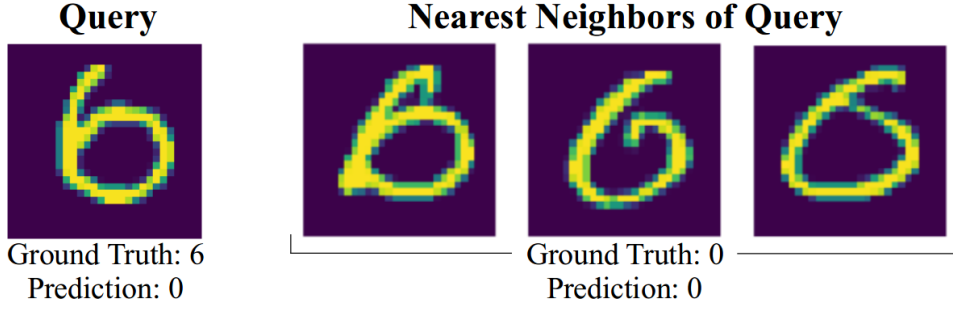 Query
Nearest Neighbors of Query
Ground Truth: 6
Prediction: 0
Ground Truth: 0
Prediction: 0